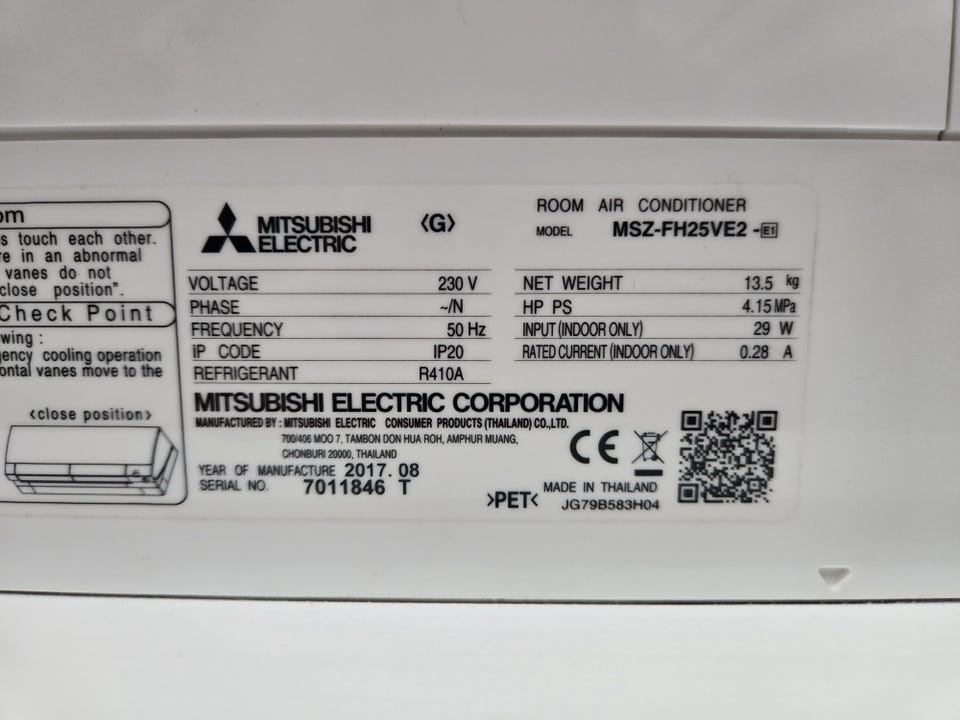 om
s touch each other.
re in an abnormal
vanes do not
close position".
Check Point
wing :
gency cooling operation
ontal vanes move to the
<close position>
MITSUBISHI
ELECTRIC
<G>
VOLTAGE 230 V
PHASE ~/N
FREQUENCY 50 Hz
IP CODE IP20
REFRIGERANT R410A
ROOM AIR CONDITIONER
MODEL MSZ-FH25VE2 -E1
NET WEIGHT 13.5 kg
HP PS 4.15 MPa
INPUT (INDOOR ONLY) 29 W
RATED CURRENT (INDOOR ONLY) 0.28 A
MITSUBISHI ELECTRIC CORPORATION
MANUFACTURED BY : MITSUBISHI ELECTRIC CONSUMER PRODUCTS (THAILAND) CO.,LTD.
700/406 MOO 7, TAMBON DON HUA ROH, AMPHUR MUANG,
CHONBURI 20000, THAILAND
YEAR OF MANUFACTURE 2017. 08
SERIAL NO. 7011846 T
>PET<
CE
MADE IN THAILAND
JG79B583H04